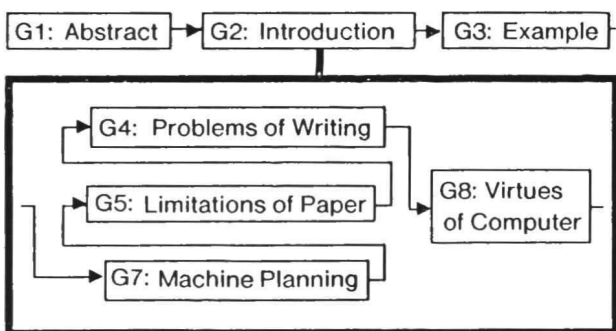 G1: Abstract
G2: Introduction
G3: Example
G4: Problems of Writing
G5: Limitations of Paper
G7: Machine Planning
G8: Virtues
of Computer